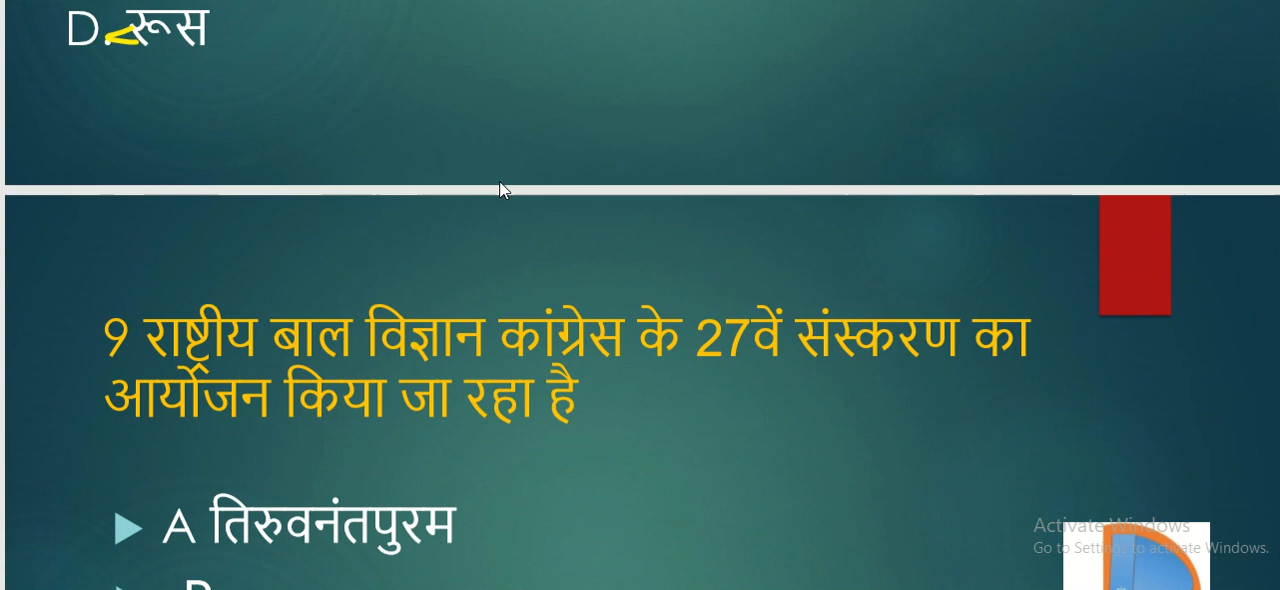 D. रूस
9 राष्ट्रीय बाल विज्ञान कांग्रेस के 27वें संस्करण का
आयोजन किया जा रहा है
A तिरुवनंतपुरम
Activate Windows
Go to Settings to activate Windows.